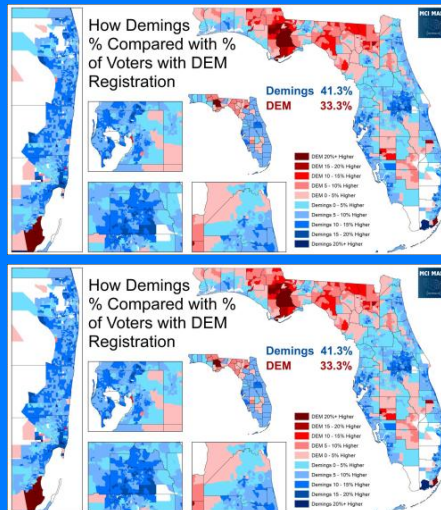 How Demings
% Compared with %
of Voters with DEM
Registration
MCI MA
Demings 41.3%
DEM 33.3%
DEM 20%+ Higher
DEM 15 - 20% Higher
DEM 10 - 15% Higher
DEM 5 - 10% Higher
DEM 0 - 5% Higher
Demings 0 - 5% Higher
Demings 5 - 10% Higher
Demings 10 - 15% Higher
Demings 15 - 20% Higher
Demings 20%+ Higher
How Demings
% Compared with %
of Voters with DEM
Registration
MCI MA
Demings 41.3%
DEM 33.3%
DEM 20%+ Higher
DEM 15 - 20% Higher
DEM 10 - 15% Higher
DEM 5 - 10% Higher
DEM 0 - 5% Higher
Demings 0 - 5% Higher
Demings 5 - 10% Higher
Demings 10 - 15% Higher
Demings 15 - 20% Higher
Demings 20%+ Higher